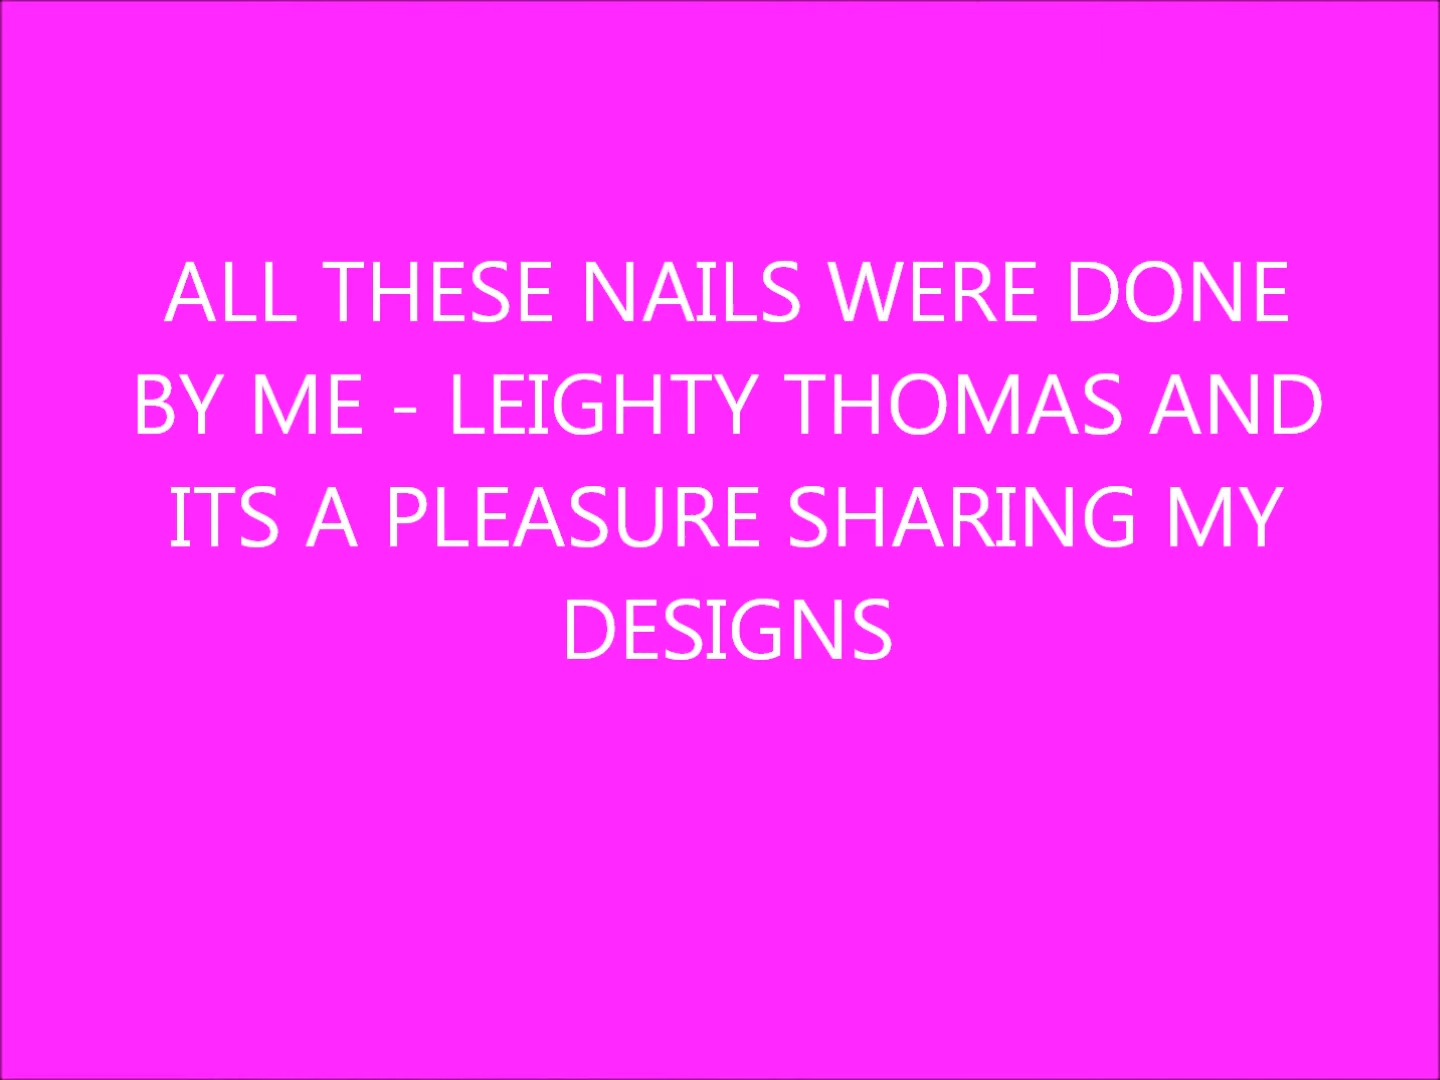 ALL THESE NAILS WERE DONE
BY ME - LEIGHTY THOMAS AND
ITS A PLEASURE SHARING MY
DESIGNS